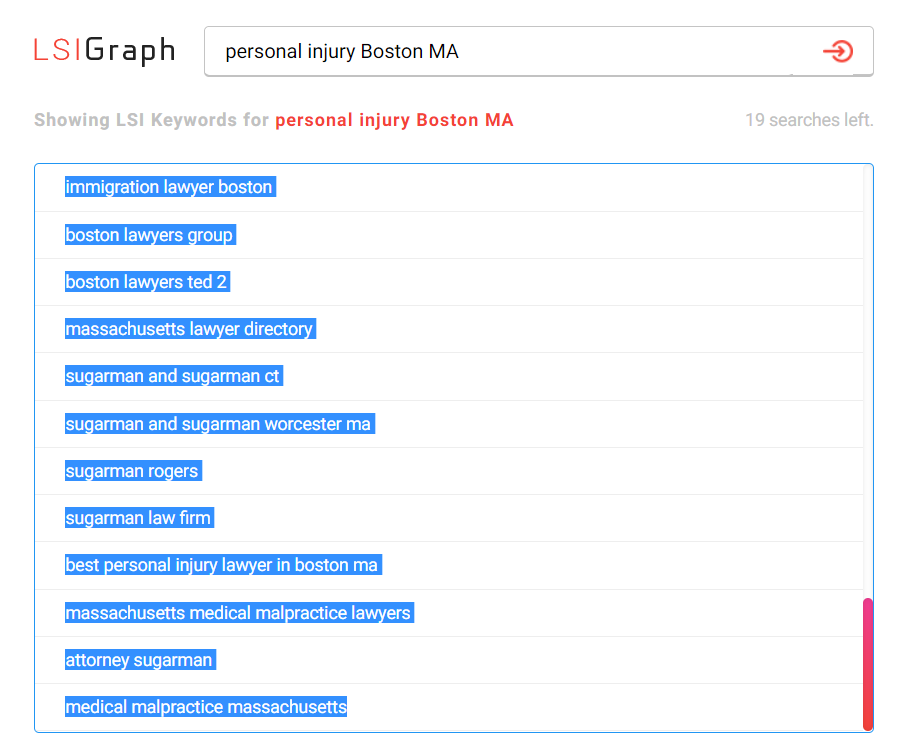 LSIGraph
personal injury Boston MA
Showing LSI Keywords for personal injury Boston MA
19 searches left.
immigration lawyer boston
boston lawyers group
boston lawyers ted 2
massachusetts lawyer directory
sugarman and sugarman ct
sugarman and sugarman worcester ma
sugarman rogers
sugarman law firm
best personal injury lawyer in boston ma
massachusetts medical malpractice lawyers
attorney sugarman
medical malpractice massachusetts